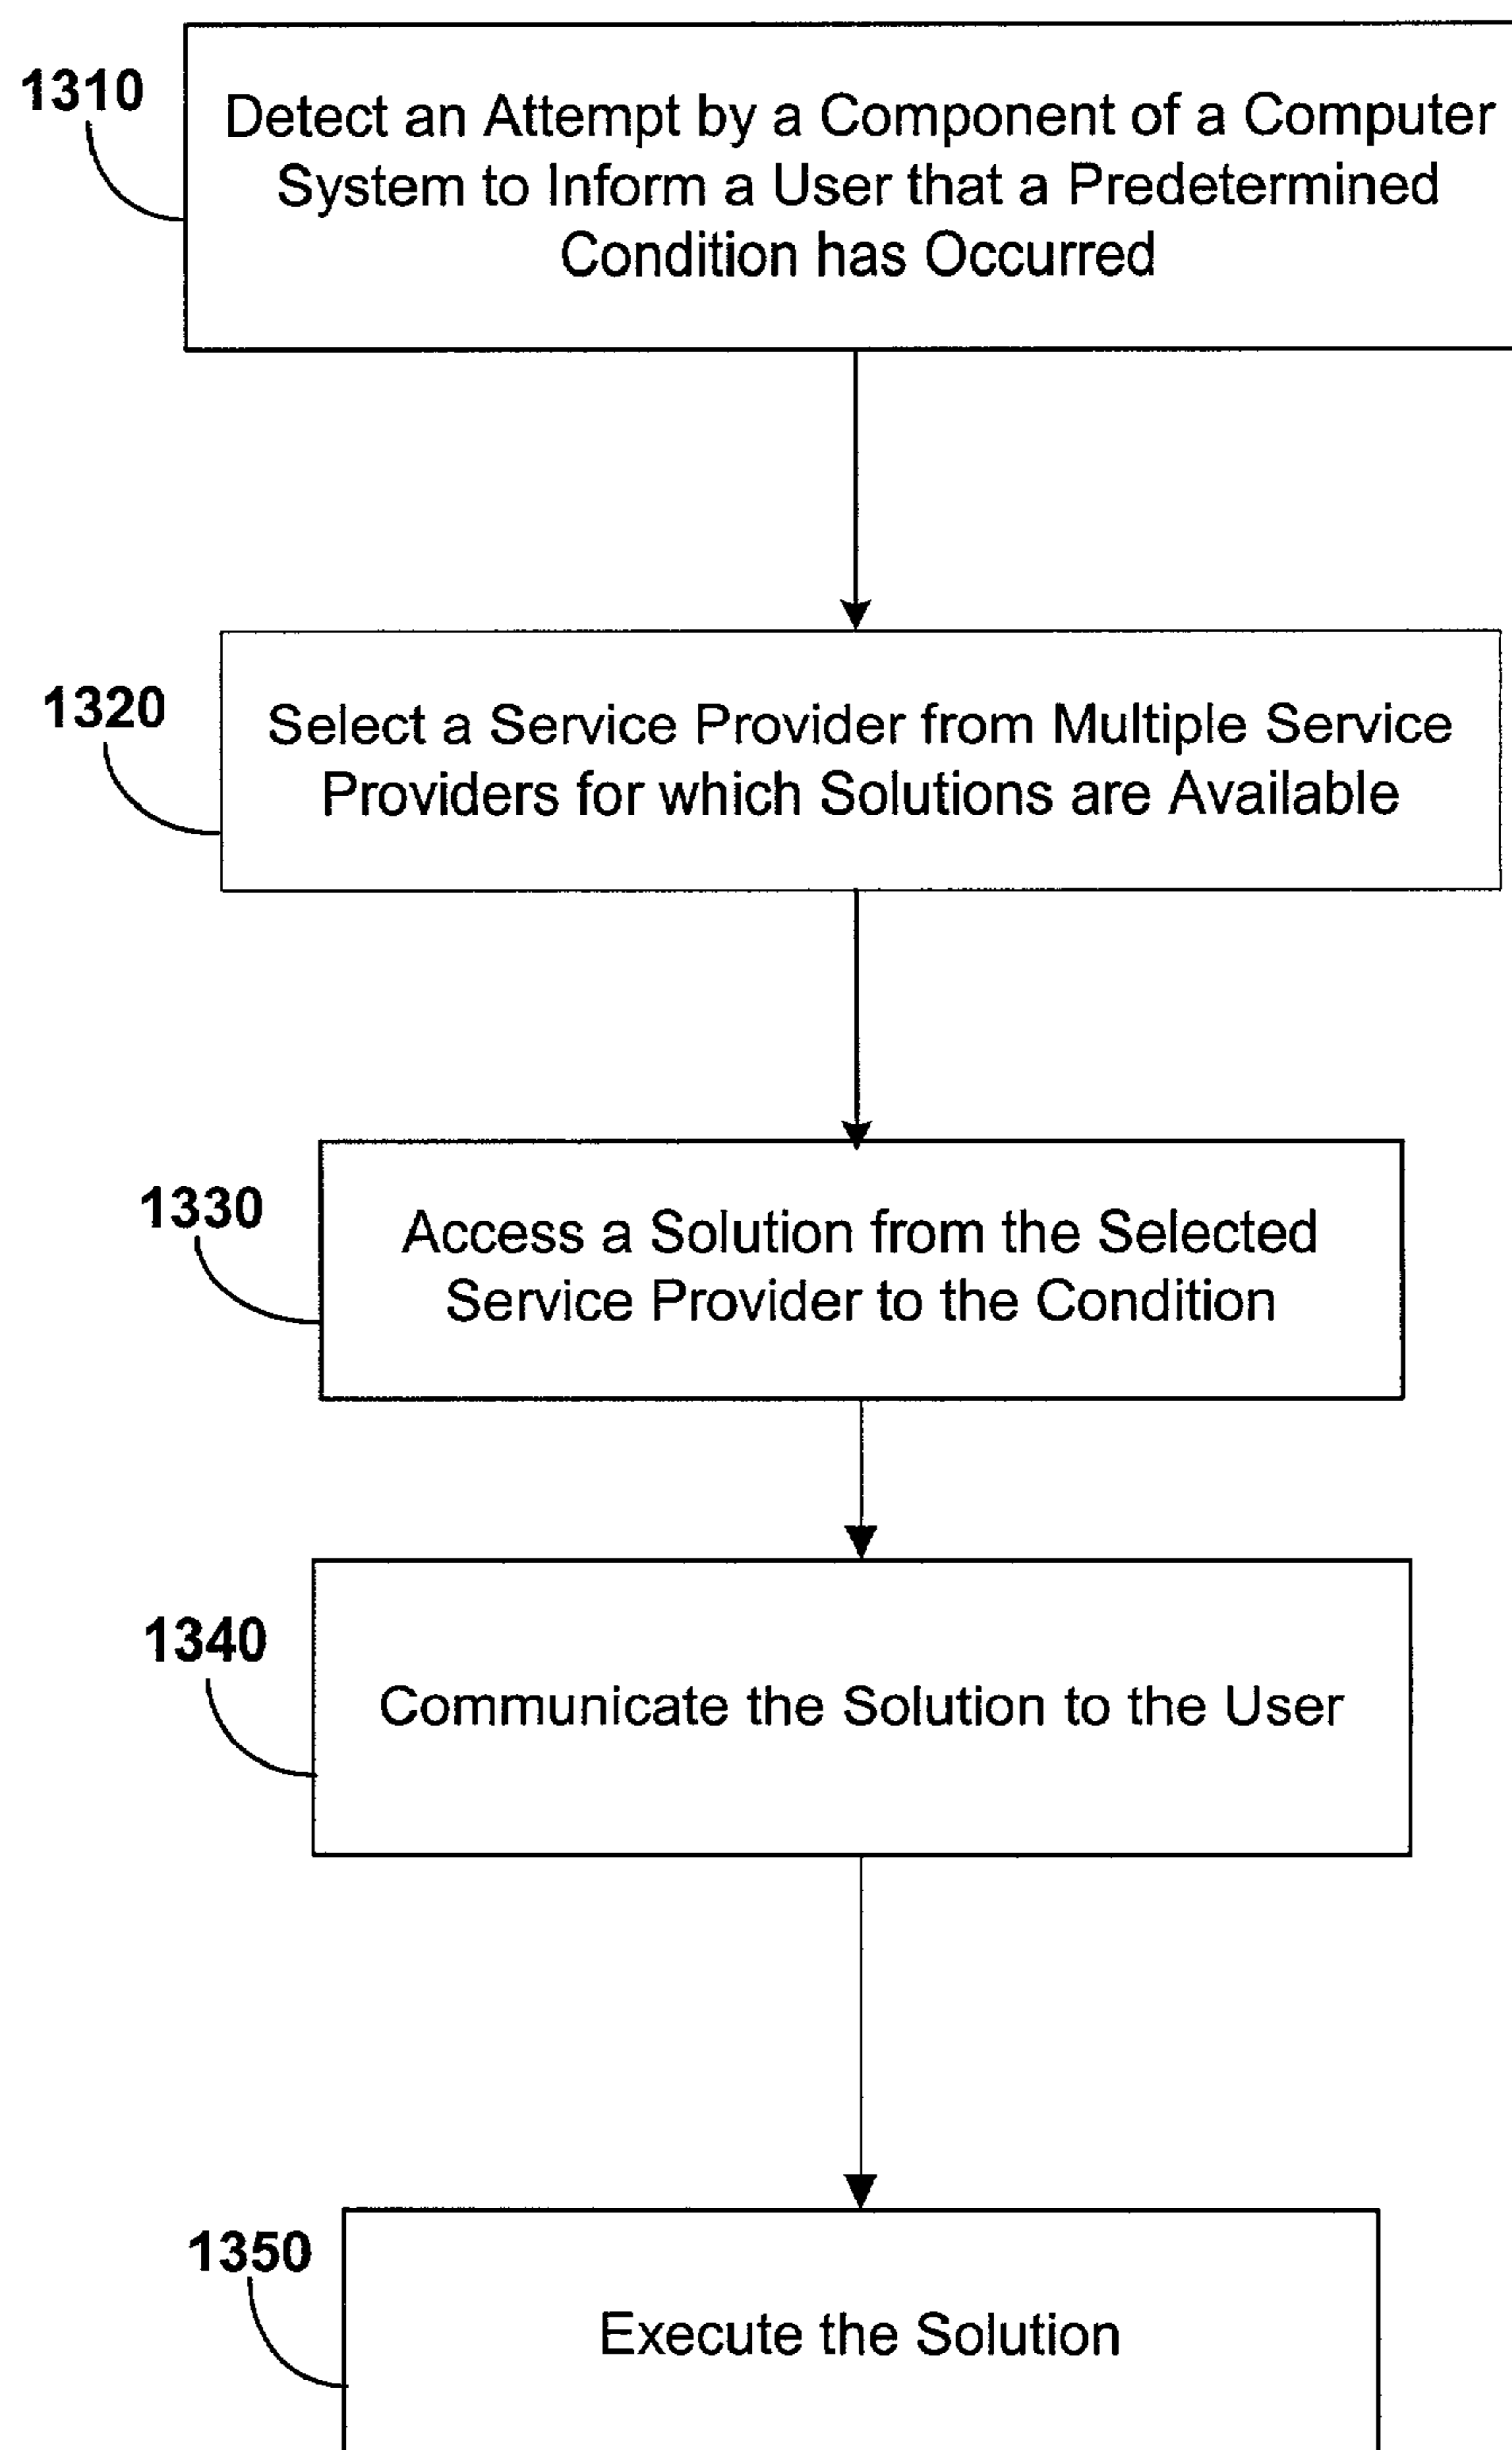 1310
Detect an Attempt by a Component of a Computer
System to Inform a User that a Predetermined
Condition has Occurred
1320
Select a Service Provider from Multiple Service
Providers for which Solutions are Available
1330
Access a Solution from the Selected
Service Provider to the Condition
1340
Communicate the Solution to the User
1350
Execute the Solution